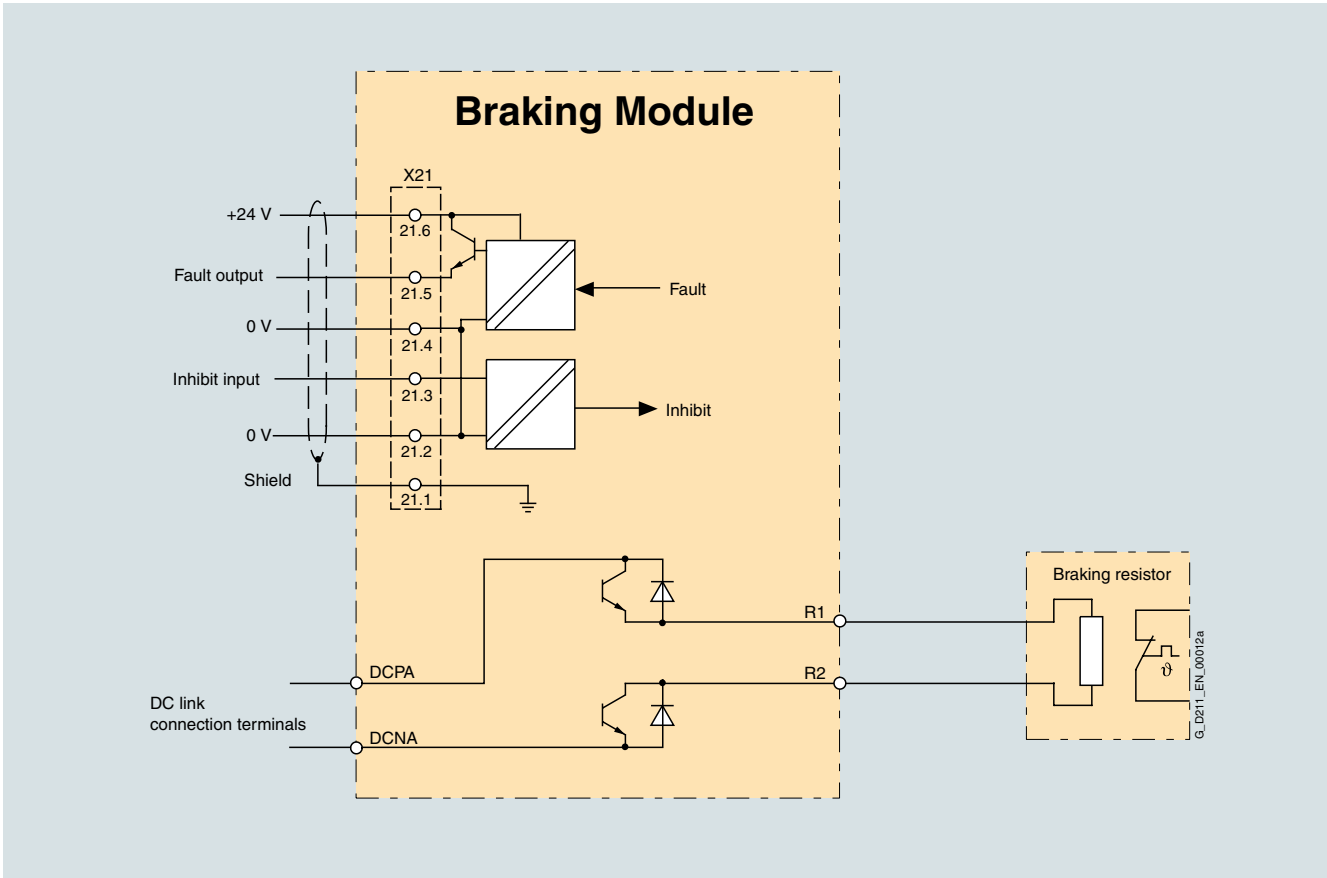 Braking Module
X21
+24 V
21.6
Fault output
21.5
Fault
0 V
21.4
Inhibit input
21.3
Inhibit
0 V
21.2
Shield
21.1
Braking resistor
R1
ϑ
DCPA
R2
DC link
connection terminals
DCNA
G_D211_EN_00012a